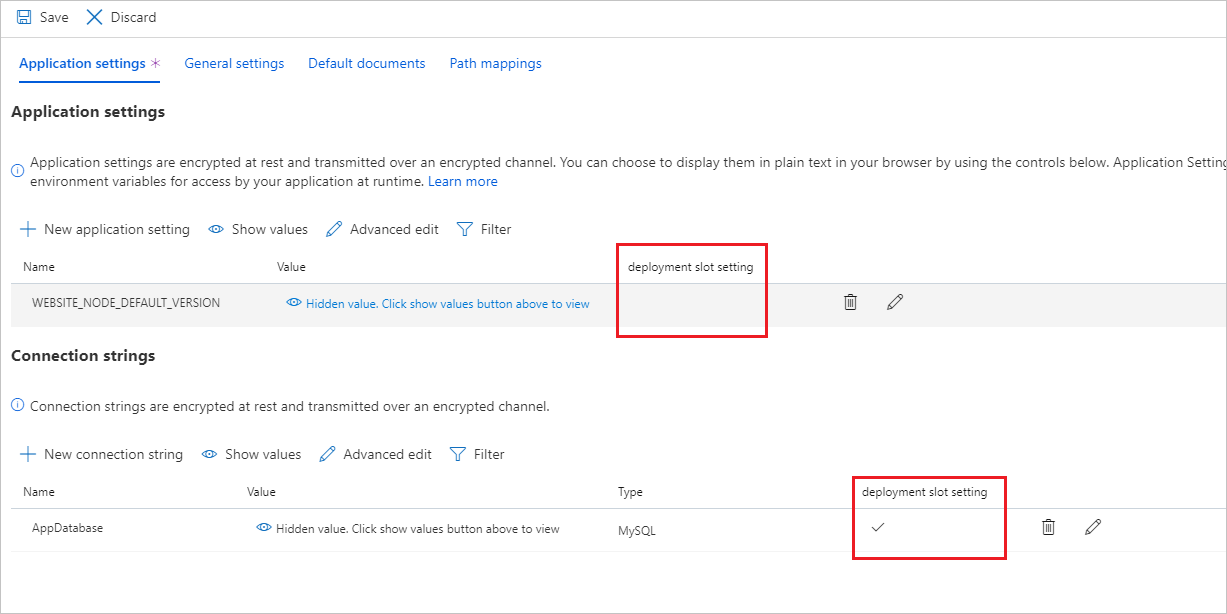 Save Discard
Application settings * General settings Default documents Path mappings
Application settings
Application settings are encrypted at rest and transmitted over an encrypted channel. You can choose to display them in plain text in your browser by using the controls below. Application Setting
environment variables for access by your application at runtime. Learn more
New application setting Show values Advanced edit Filter
Name Value deployment slot setting
WEBSITE_NODE_DEFAULT_VERSION Hidden value. Click show values button above to view
Connection strings
Connection strings are encrypted at rest and transmitted over an encrypted channel.
New connection string Show values Advanced edit Filter
Name Value Type deployment slot setting
AppDatabase Hidden value. Click show values button above to view MySQL